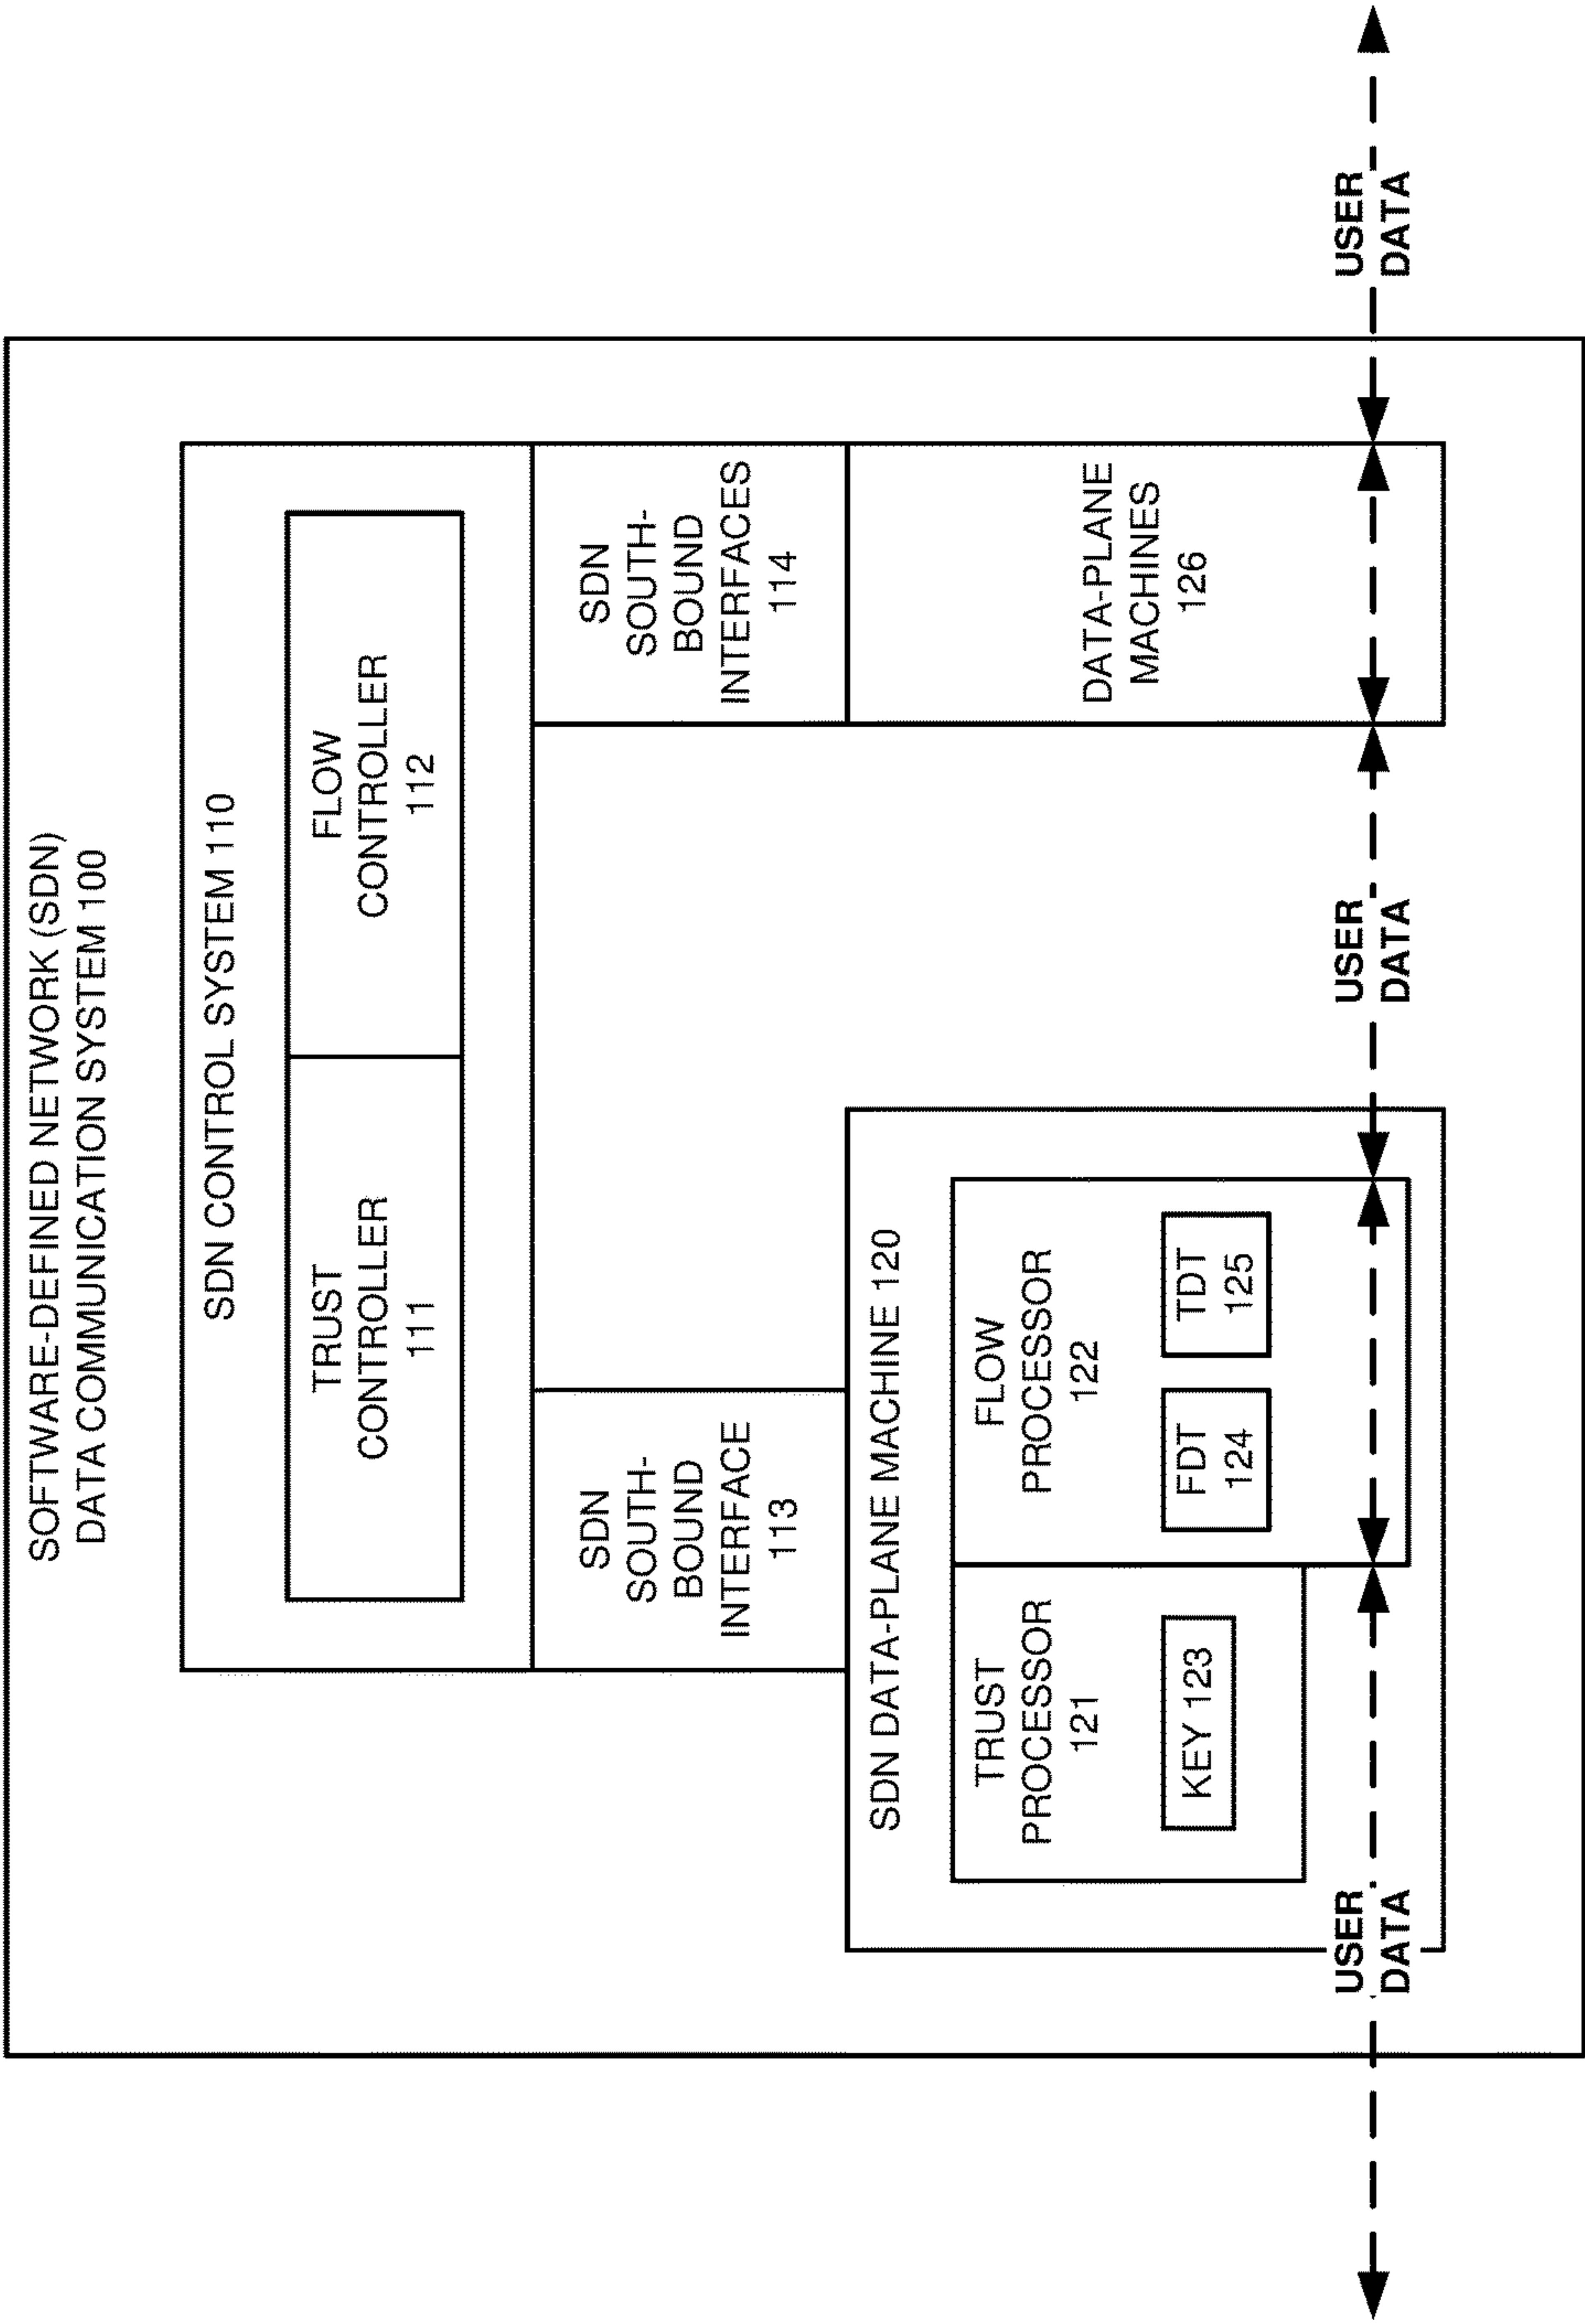 SOFTWARE-DEFINED NETWORK (SDN)
DATA COMMUNICATION SYSTEM 100
SDN CONTROL SYSTEM 110
TRUST
CONTROLLER
111
FLOW
CONTROLLER
112
SDN
SOUTH-
BOUND
INTERFACE
113
SDN
SOUTH-
BOUND
INTERFACES
114
SDN DATA-PLANE MACHINE 120
TRUST
PROCESSOR
121
KEY 123
FLOW
PROCESSOR
122
FDT
124
TDT
125
DATA-PLANE
MACHINES
126
USER
DATA
USER
DATA
USER
DATA